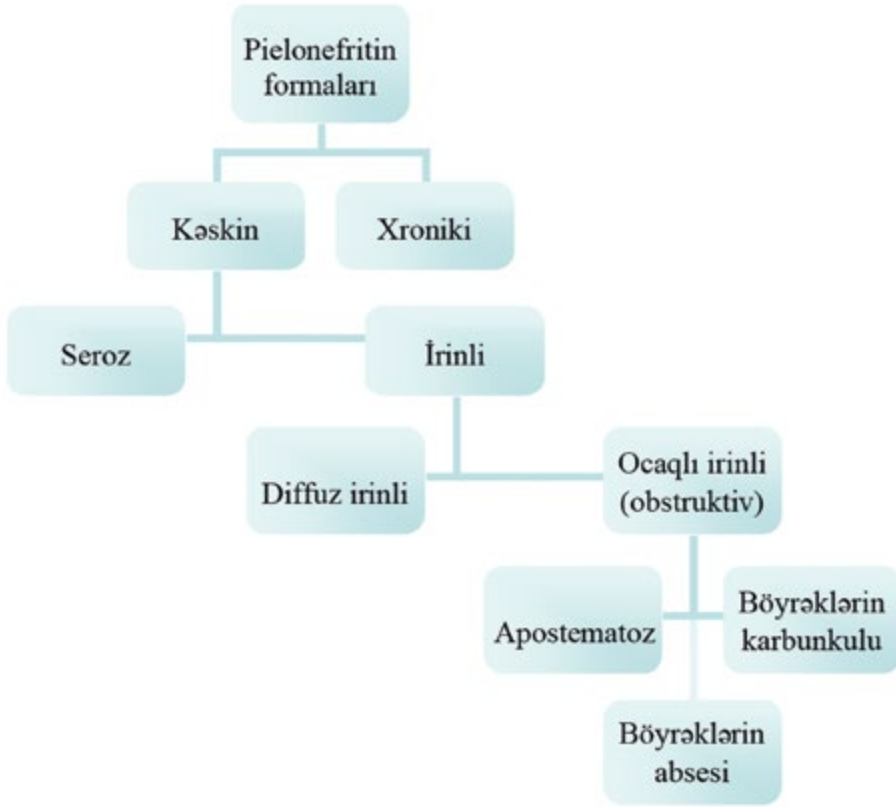 Pielonefritin
formaları
Kəskin
Xroniki
Seroz
İrinli
Diffuz irinli
Ocaqlı irinli
(obstruktiv)
Apostematoz
Böyrəklərin
karbunkulu
Böyrəklərin
absesi